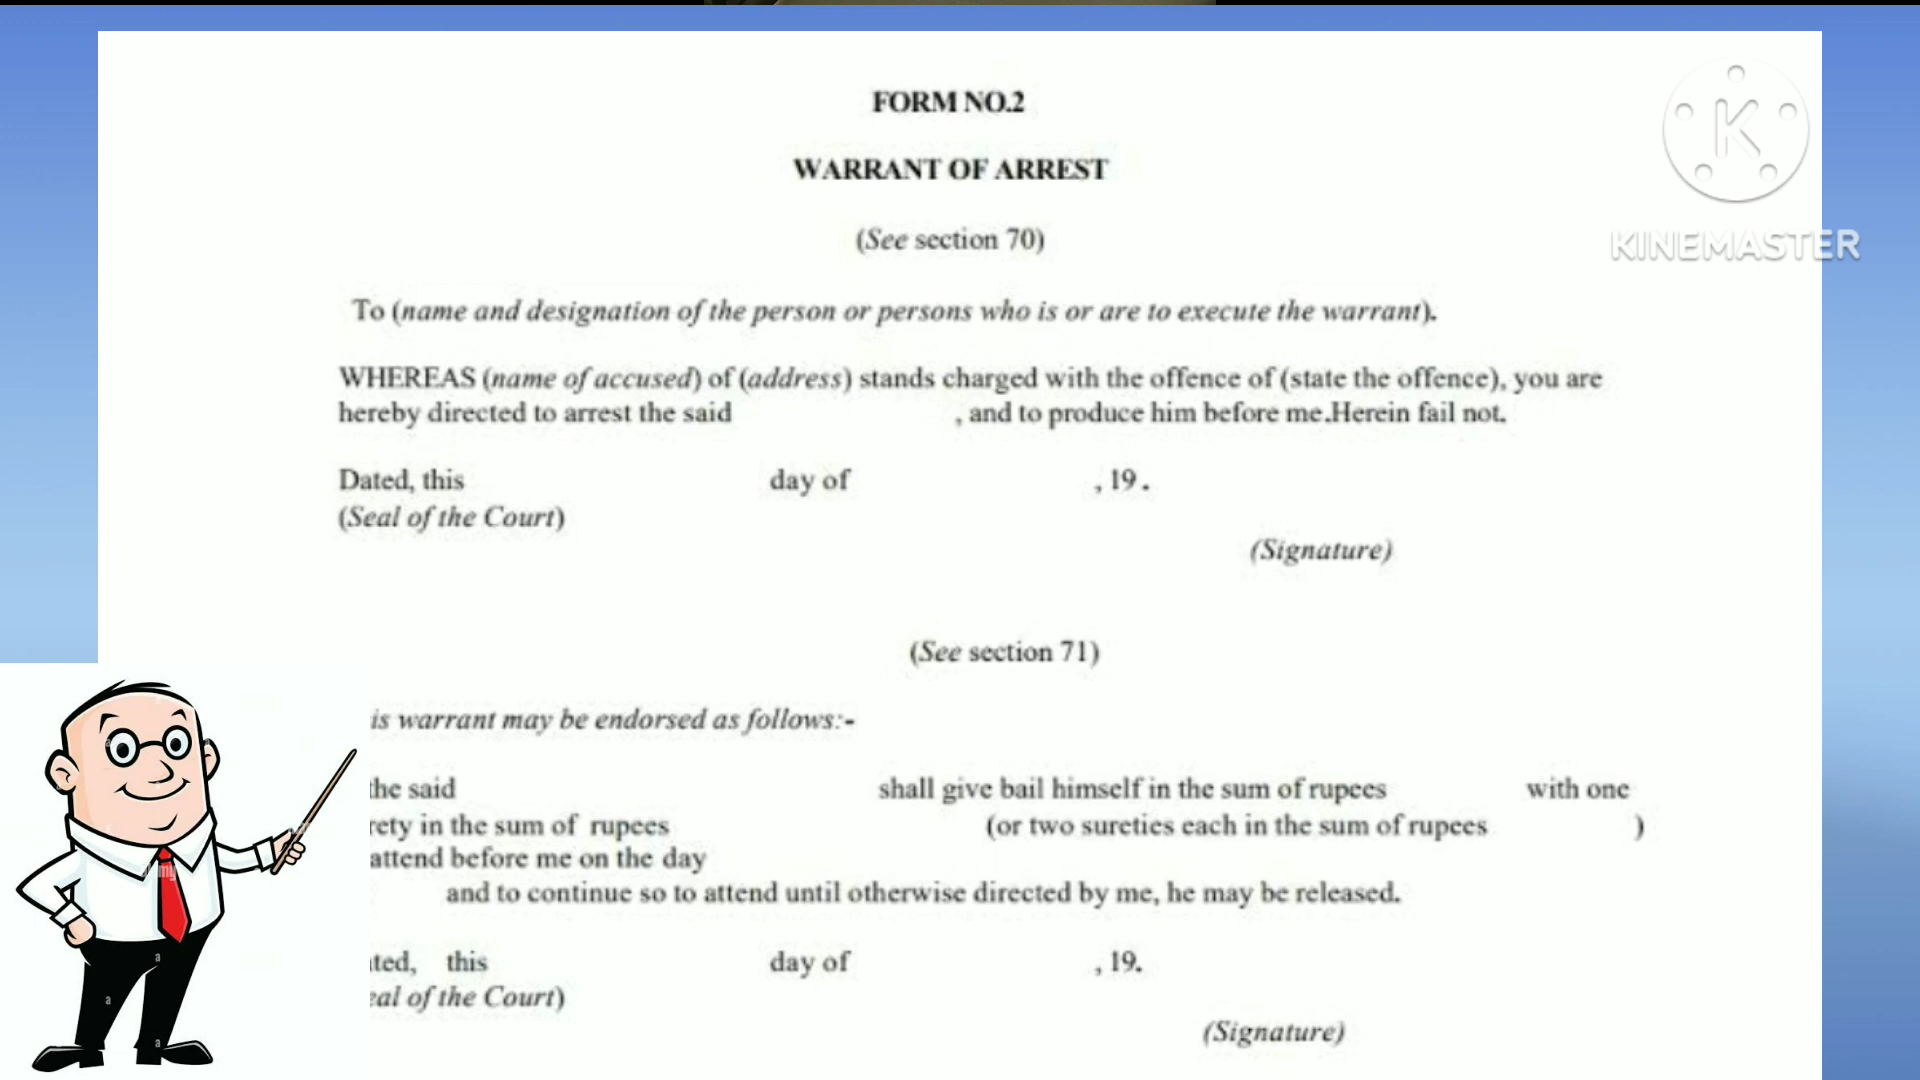 FORM NO.2
WARRANT OF ARREST
(See section 70)
To (name and designation of the person or persons who is or are to execute the warrant).
WHEREAS (name of accused) of (address) stands charged with the offence of (state the offence), you are
hereby directed to arrest the said , and to produce him before me.Herein fail not.
Dated, this day of , 19 .
(Seal of the Court)
(Signature)
(See section 71)
is warrant may be endorsed as follows:-
he said shall give bail himself in the sum of rupees with one
rety in the sum of rupees (or two sureties each in the sum of rupees )
attend before me on the day
and to continue so to attend until otherwise directed by me, he may be released.
ted, this day of , 19.
eal of the Court)
(Signature)
K
KINEMASTER